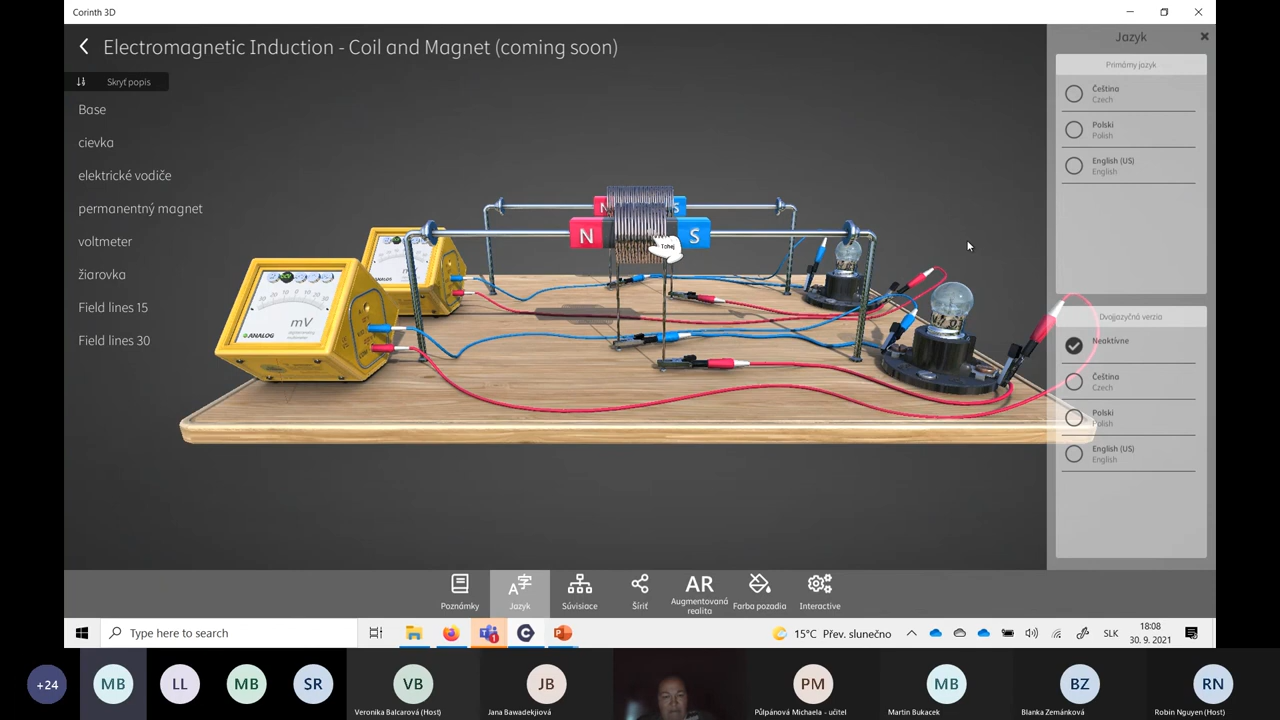 Corinth 3D
Electromagnetic Induction - Coil and Magnet (coming soon)
Skryť popis
Base
cievka
elektrické vodiče
permanentný magnet
voltmeter
žiarovka
Field lines 15
Field lines 30
N
S
N
S
Tahej
mV
ANALOG
Jazyk
Primárny jazyk
Čeština
Czech
Polski
Polish
English (US)
English
Dvojjazyčná verzia
Neaktívne
Čeština
Czech
Polski
Polish
English (US)
English
Poznámky
Jazyk
Súvisiace
Šíriť
AR
Augmentovaná
realita
Farba pozadia
Interactive
Type here to search
15°C Přev. slunečno
SLK
18:08
30. 9. 2021
+24
MB
LL
MB
SR
VB
Veronika Balcarová (Host)
JB
Jana Bawadekjiová
PM
Půlpánová Michaela - učitel
MB
Martin Bukacek
BZ
Blanka Zemánková
RN
Robin Nguyen (Host)